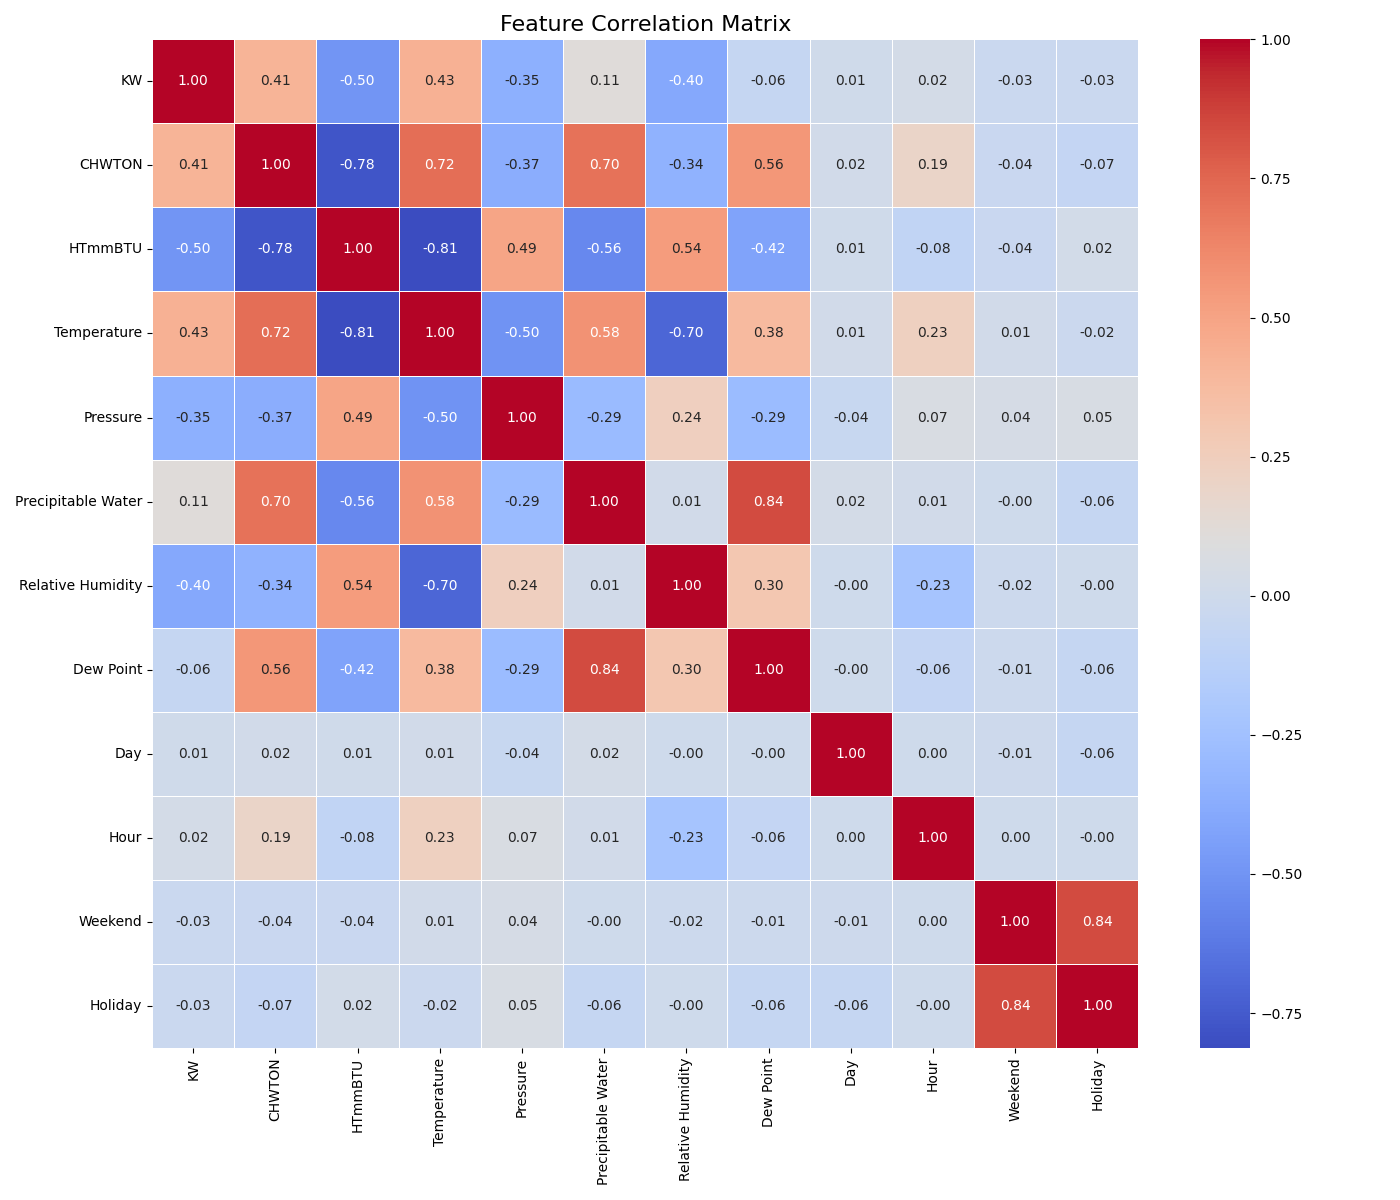 Feature Correlation Matrix
KW 1.00 0.41 -0.50 0.43 -0.35 0.11 -0.40 -0.06 0.01 0.02 -0.03 -0.03
CHWTON 0.41 1.00 -0.78 0.72 -0.37 0.70 -0.34 0.56 0.02 0.19 -0.04 -0.07
HTmmBTU -0.50 -0.78 1.00 -0.81 0.49 -0.56 0.54 -0.42 0.01 -0.08 -0.04 0.02
Temperature 0.43 0.72 -0.81 1.00 -0.50 0.58 -0.70 0.38 0.01 0.23 0.01 -0.02
Pressure -0.35 -0.37 0.49 -0.50 1.00 -0.29 0.24 -0.29 -0.04 0.07 0.04 0.05
Precipitable Water 0.11 0.70 -0.56 0.58 -0.29 1.00 0.01 0.84 0.02 0.01 -0.00 -0.06
Relative Humidity -0.40 -0.34 0.54 -0.70 0.24 0.01 1.00 0.30 -0.00 -0.23 -0.02 -0.00
Dew Point -0.06 0.56 -0.42 0.38 -0.29 0.84 0.30 1.00 -0.00 -0.06 -0.01 -0.06
Day 0.01 0.02 0.01 0.01 -0.04 0.02 -0.00 -0.00 1.00 0.00 -0.01 -0.06
Hour 0.02 0.19 -0.08 0.23 0.07 0.01 -0.23 -0.06 0.00 1.00 0.00 -0.00
Weekend -0.03 -0.04 -0.04 0.01 0.04 -0.00 -0.02 -0.01 -0.01 0.00 1.00 0.84
Holiday -0.03 -0.07 0.02 -0.02 0.05 -0.06 -0.00 -0.06 -0.06 -0.00 0.84 1.00
KW
CHWTON
HTmmBTU
Temperature
Pressure
Precipitable Water
Relative Humidity
Dew Point
Day
Hour
Weekend
Holiday
1.00
0.75
0.50
0.25
0.00
−0.25
−0.50
−0.75